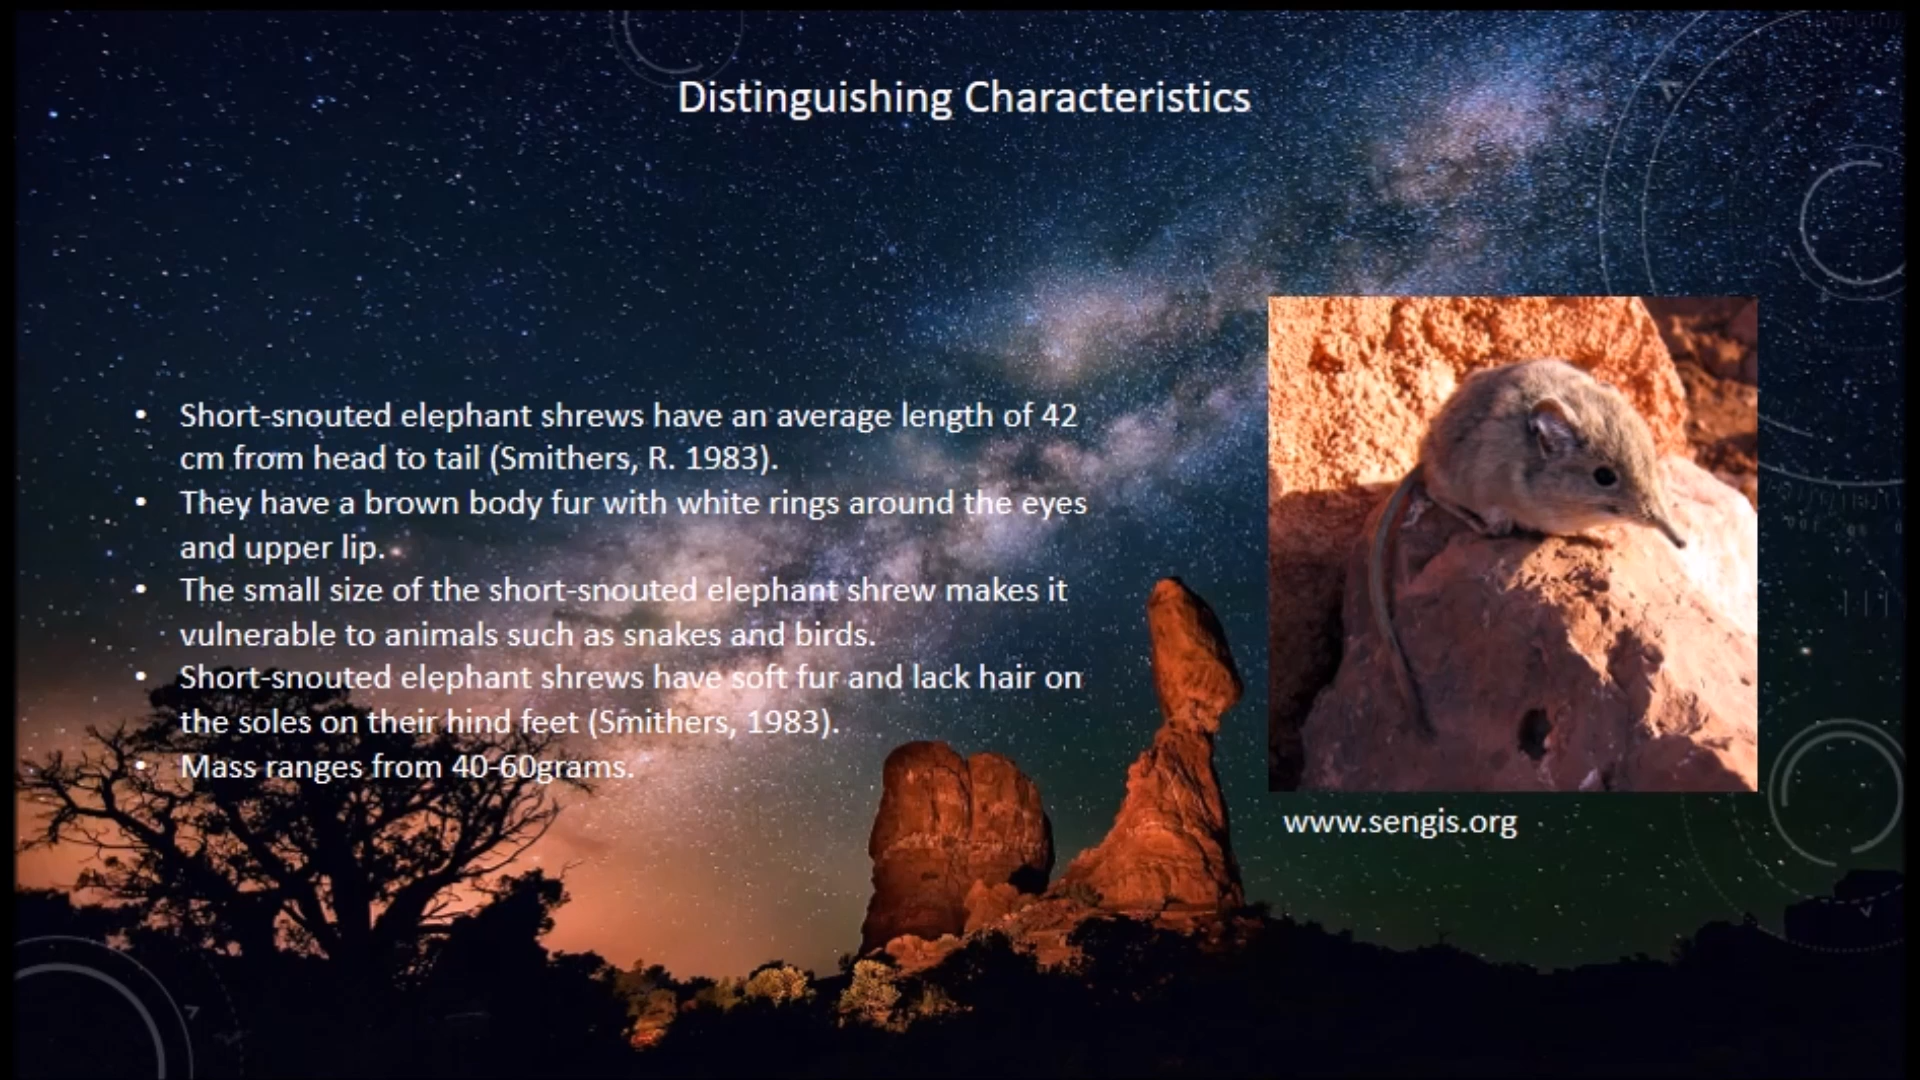 Distinguishing Characteristics
• Short-snouted elephant shrews have an average length of 42
cm from head to tail (Smithers, R. 1983).
• They have a brown body fur with white rings around the eyes
and upper lip.
• The small size of the short-snouted elephant shrew makes it
vulnerable to animals such as snakes and birds.
• Short-snouted elephant shrews have soft fur and lack hair on
the soles on their hind feet (Smithers, 1983).
• Mass ranges from 40-60grams.
www.sengis.org